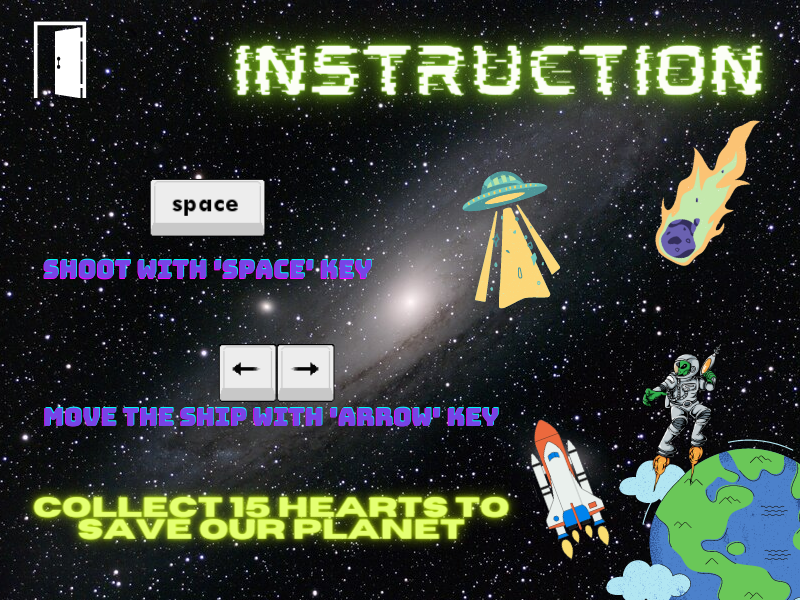 INSTRUCTION
space
SHOOT WITH 'SPACE' KEY
MOVE THE SHIP WITH 'ARROW' KEY
COLLECT 15 HEARTS TO
SAVE OUR PLANET